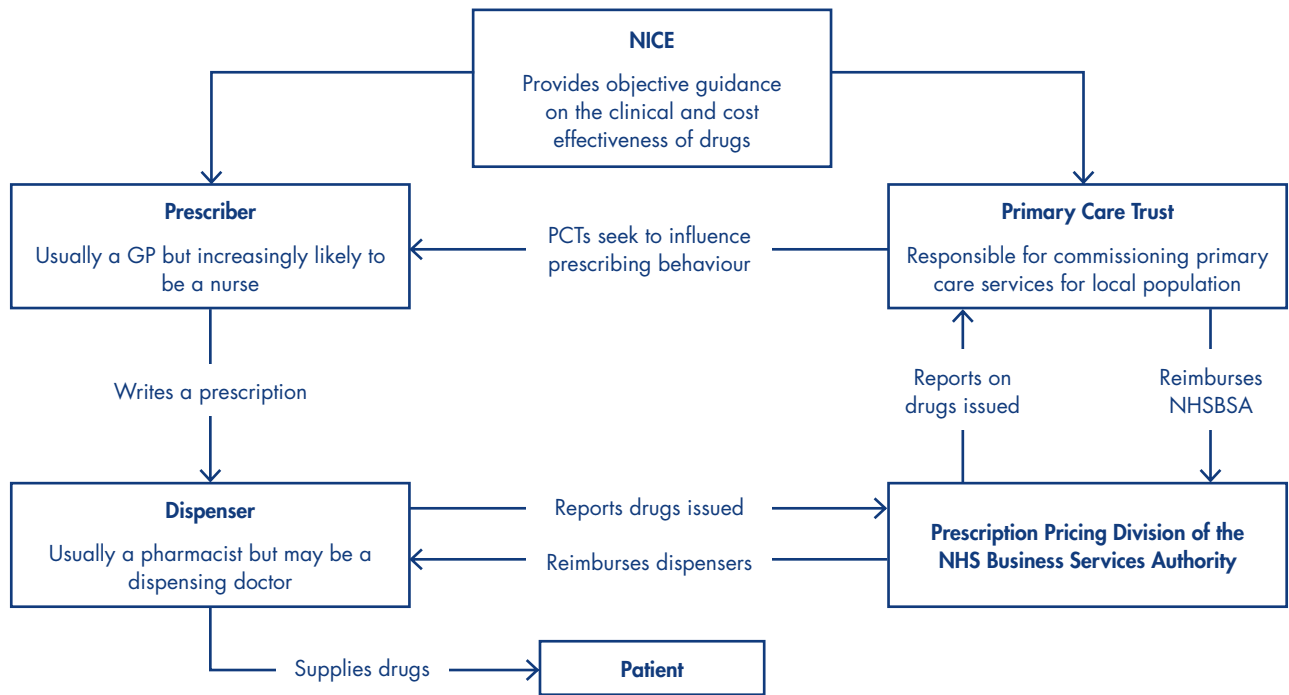 NICE
Provides objective guidance
on the clinical and cost
effectiveness of drugs
Prescriber
Usually a GP but increasingly likely to
be a nurse
PCTs seek to influence
prescribing behaviour
Primary Care Trust
Responsible for commissioning primary
care services for local population
Writes a prescription
Reports on
drugs issued
Reimburses
NHSBSA
Dispenser
Usually a pharmacist but may be a
dispensing doctor
Reports drugs issued
Reimburses dispensers
Prescription Pricing Division of the
NHS Business Services Authority
Supplies drugs
Patient